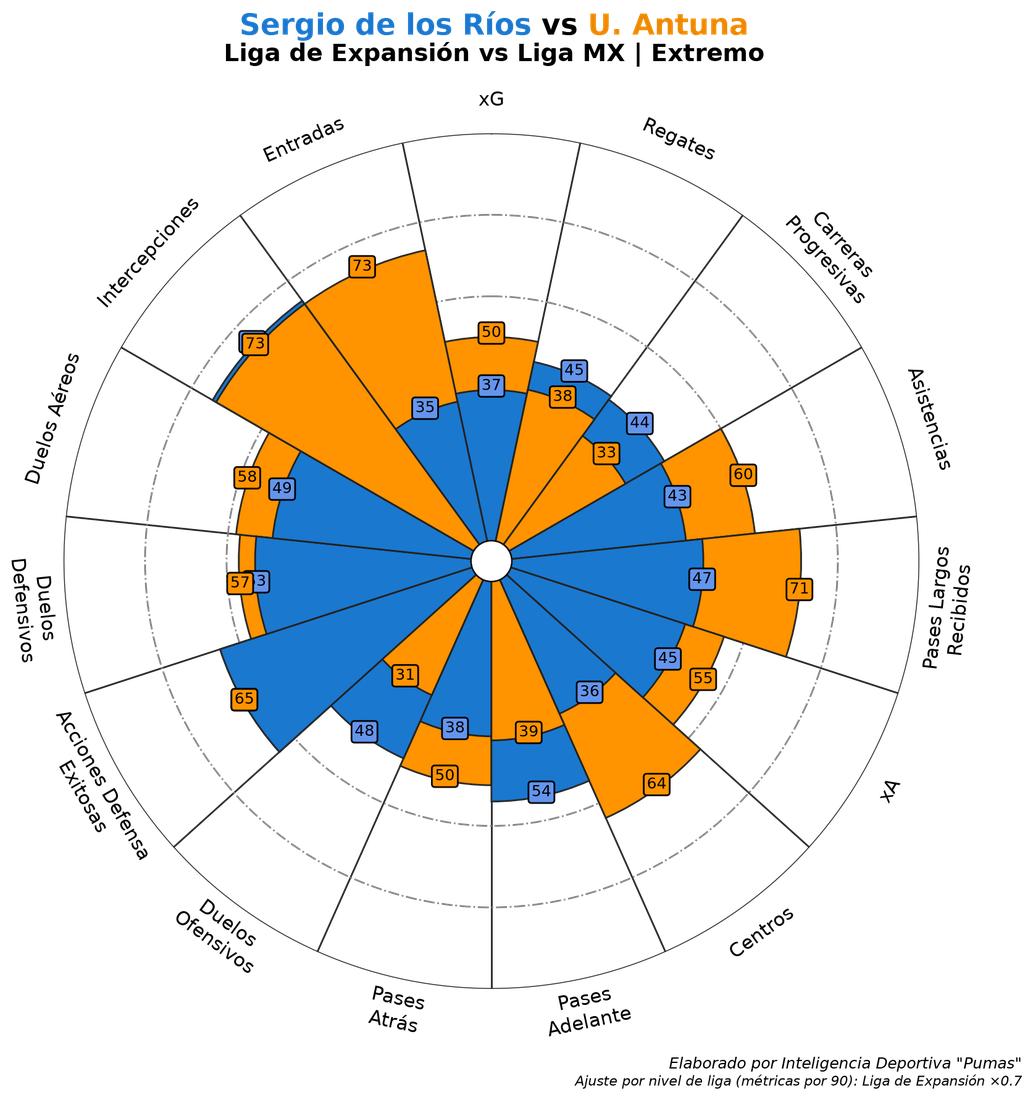 Sergio de los Ríos vs U. Antuna
Liga de Expansión vs Liga MX | Extremo
xG
Regates
Carreras
Progresivas
Asistencias
Pases Largos
Recibidos
xA
Centros
Pases
Adelante
Pases
Atrás
Duelos
Ofensivos
Acciones Defensa
Exitosas
Duelos
Defensivos
Duelos Aéreos
Intercepciones
Entradas
50
37
45
38
44
33
60
43
71
47
55
45
64
36
39
54
38
50
31
48
65
57
58
49
73
73
35
Elaborado por Inteligencia Deportiva "Pumas"
Ajuste por nivel de liga (métricas por 90): Liga de Expansión ×0.7